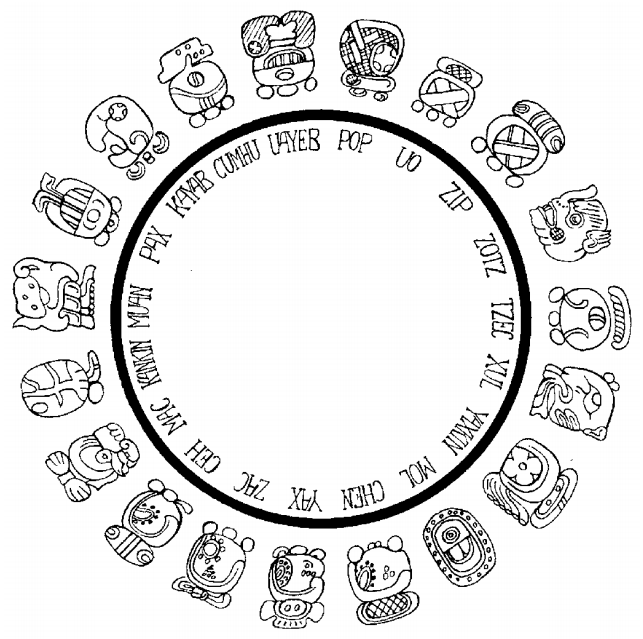 POP
UO
ZIP
ZOTZ
TZEC
XUL
YAXKIN
MOL
CHEN
YAX
ZAC
CEH
MAC
KANKIN
MUAN
PAX
KAYAB
CUMHU
UAYEB